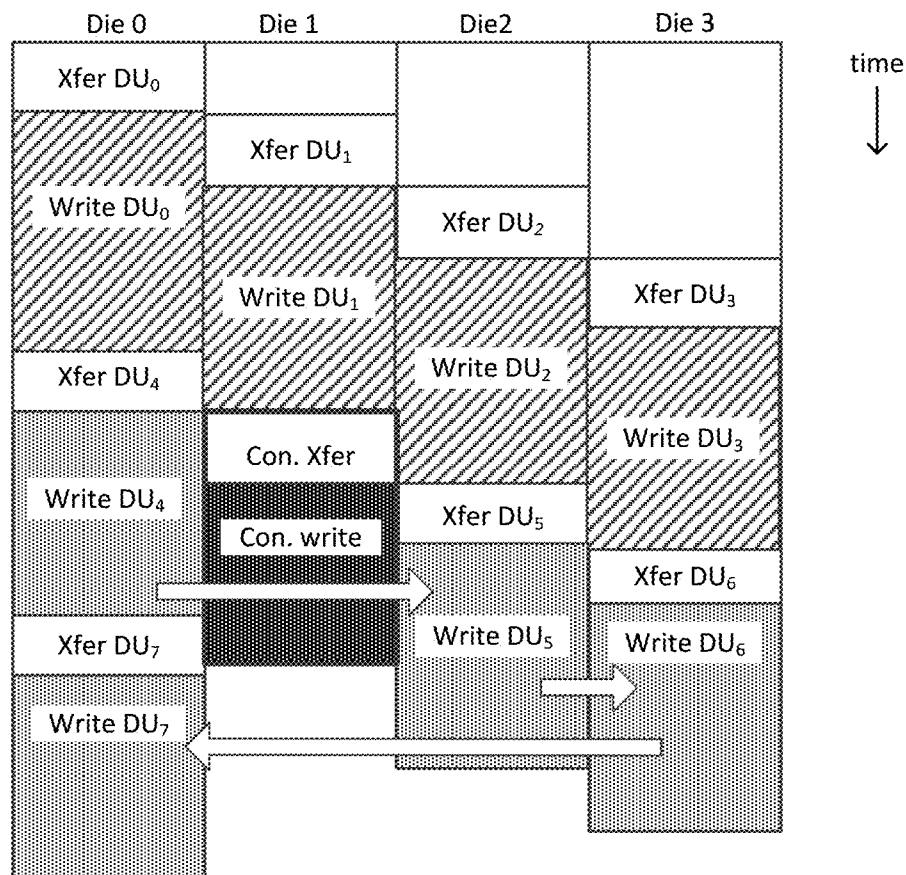 Die 0 Die 1 Die2 Die 3
time
Xfer DU₀
Xfer DU₁
Write DU₀
Xfer DU₂
Xfer DU₃
Write DU₁
Write DU₂
Xfer DU₄
Write DU₃
Con. Xfer
Write DU₄
Xfer DU₅
Con. write
Xfer DU₆
Xfer DU₇
Write DU₅
Write DU₆
Write DU₇